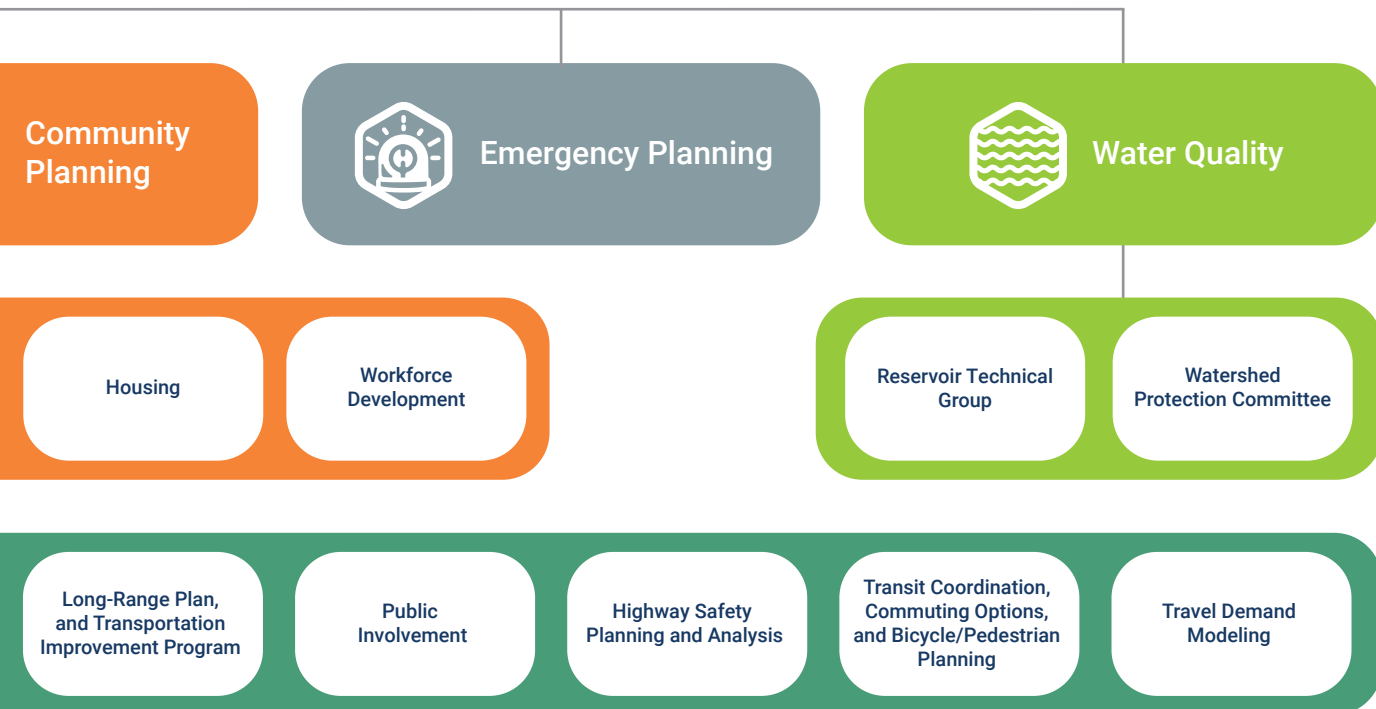 Community
Planning
Emergency Planning
Water Quality
Housing
Workforce
Development
Reservoir Technical
Group
Watershed
Protection Committee
Long-Range Plan,
and Transportation
Improvement Program
Public
Involvement
Highway Safety
Planning and Analysis
Transit Coordination,
Commuting Options,
and Bicycle/Pedestrian
Planning
Travel Demand
Modeling